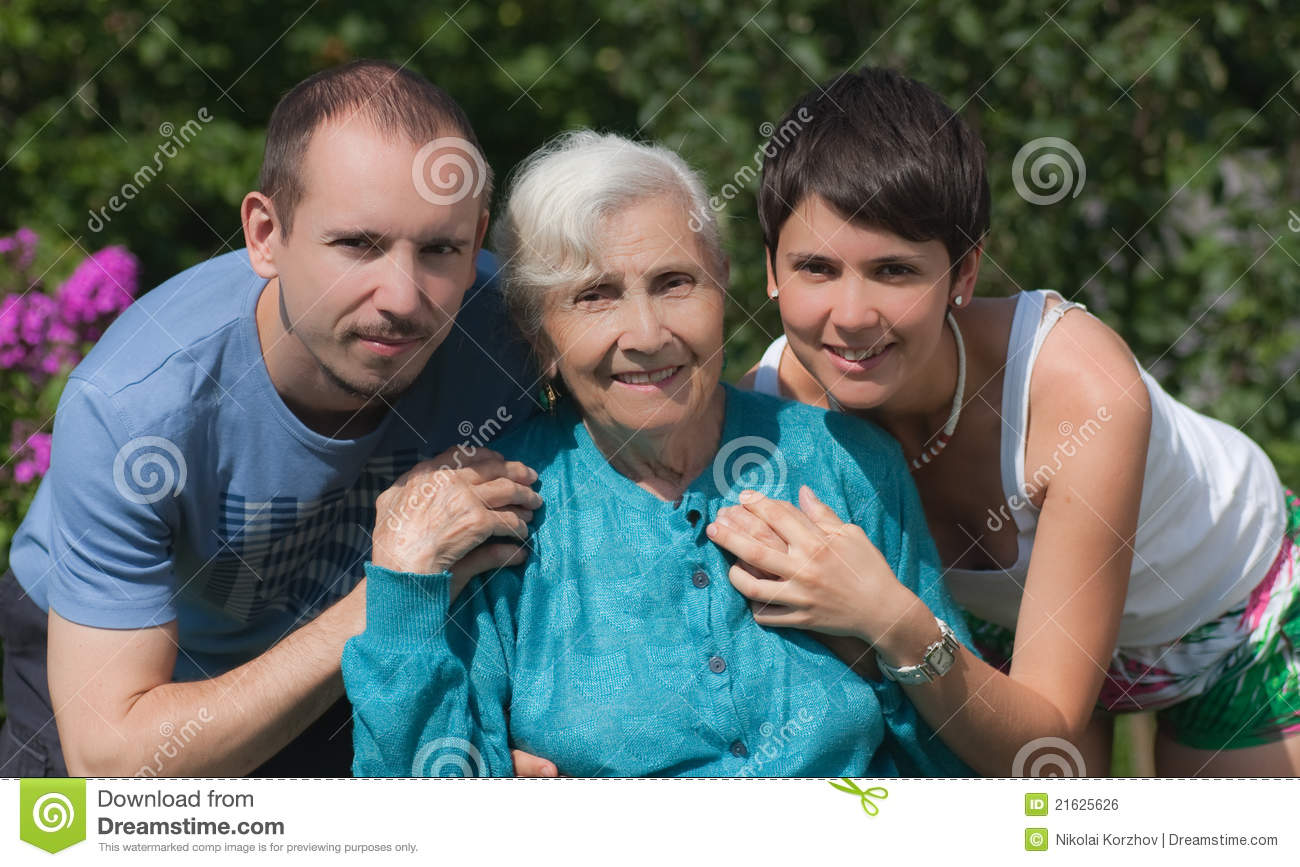 dreamstime
dreamstime
dreamstime
dreamstime
dreamstime
dreamstime
dreamstime
Download from
Dreamstime.com
This watermarked comp image is for previewing purposes only.
ID 21625626
© Nikolai Korzhov | Dreamstime.com